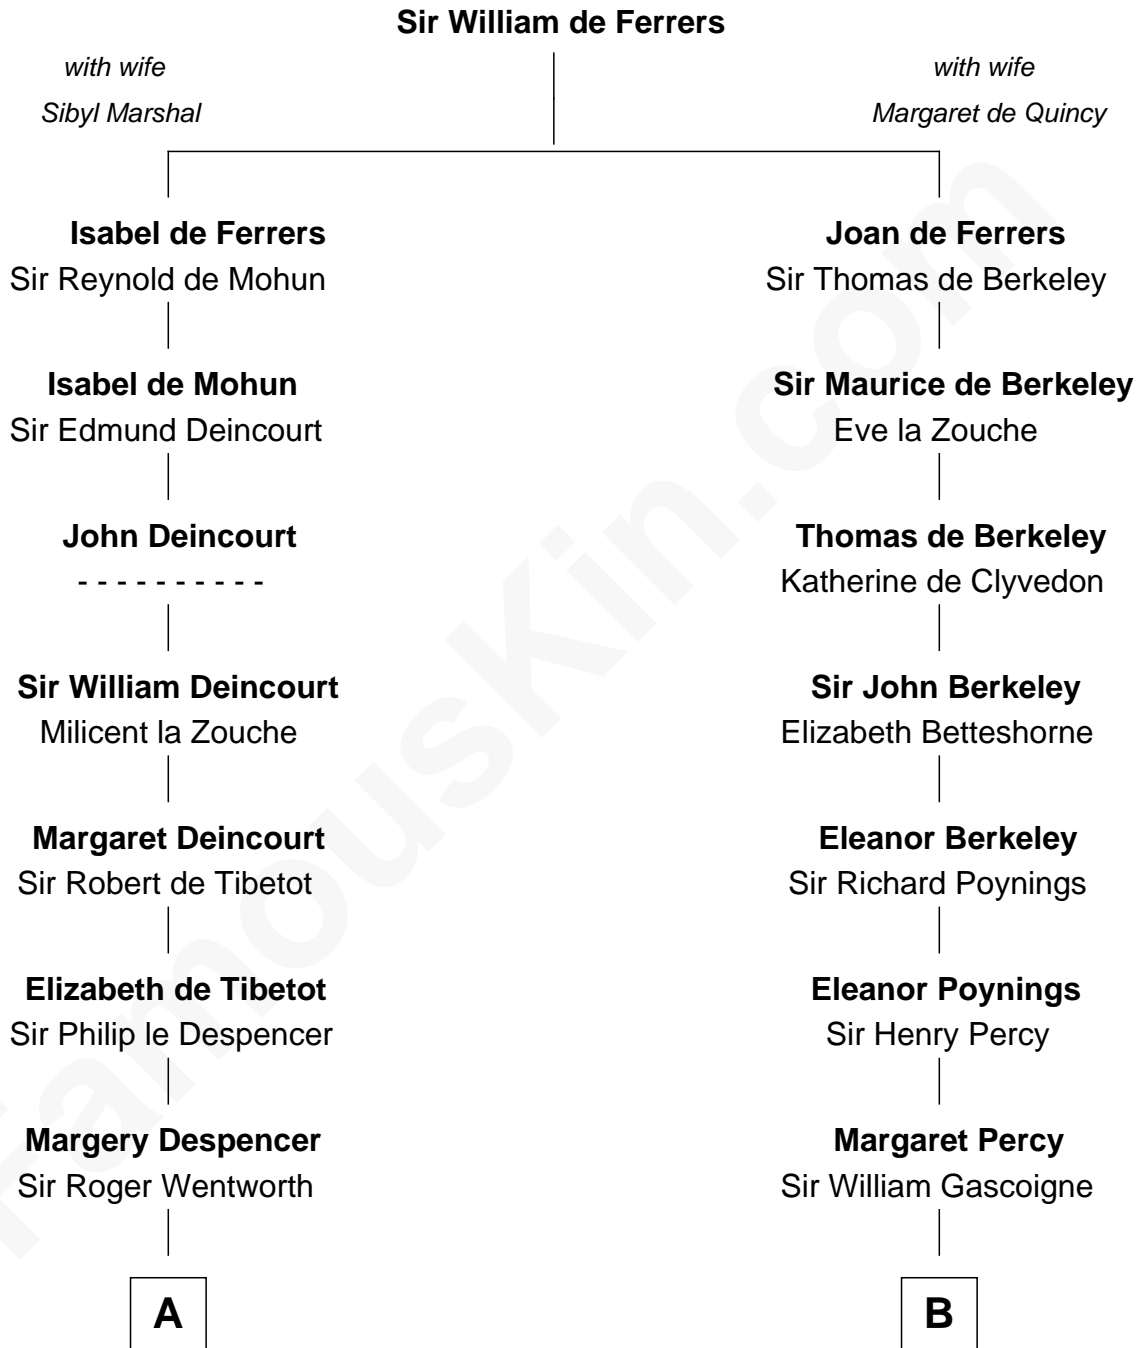 Sir William de Ferrers
with wife
Sibyl Marshal
with wife
Margaret de Quincy
Isabel de Ferrers
Sir Reynold de Mohun
Joan de Ferrers
Sir Thomas de Berkeley
Isabel de Mohun
Sir Edmund Deincourt
Sir Maurice de Berkeley
Eve la Zouche
John Deincourt
- - - - - - - - - -
Thomas de Berkeley
Katherine de Clyvedon
Sir William Deincourt
Milicent la Zouche
Sir John Berkeley
Elizabeth Betteshorne
Margaret Deincourt
Sir Robert de Tibetot
Eleanor Berkeley
Sir Richard Poynings
Elizabeth de Tibetot
Sir Philip le Despencer
Eleanor Poynings
Sir Henry Percy
Margery Despencer
Sir Roger Wentworth
Margaret Percy
Sir William Gascoigne
A
B
FamousKin.com